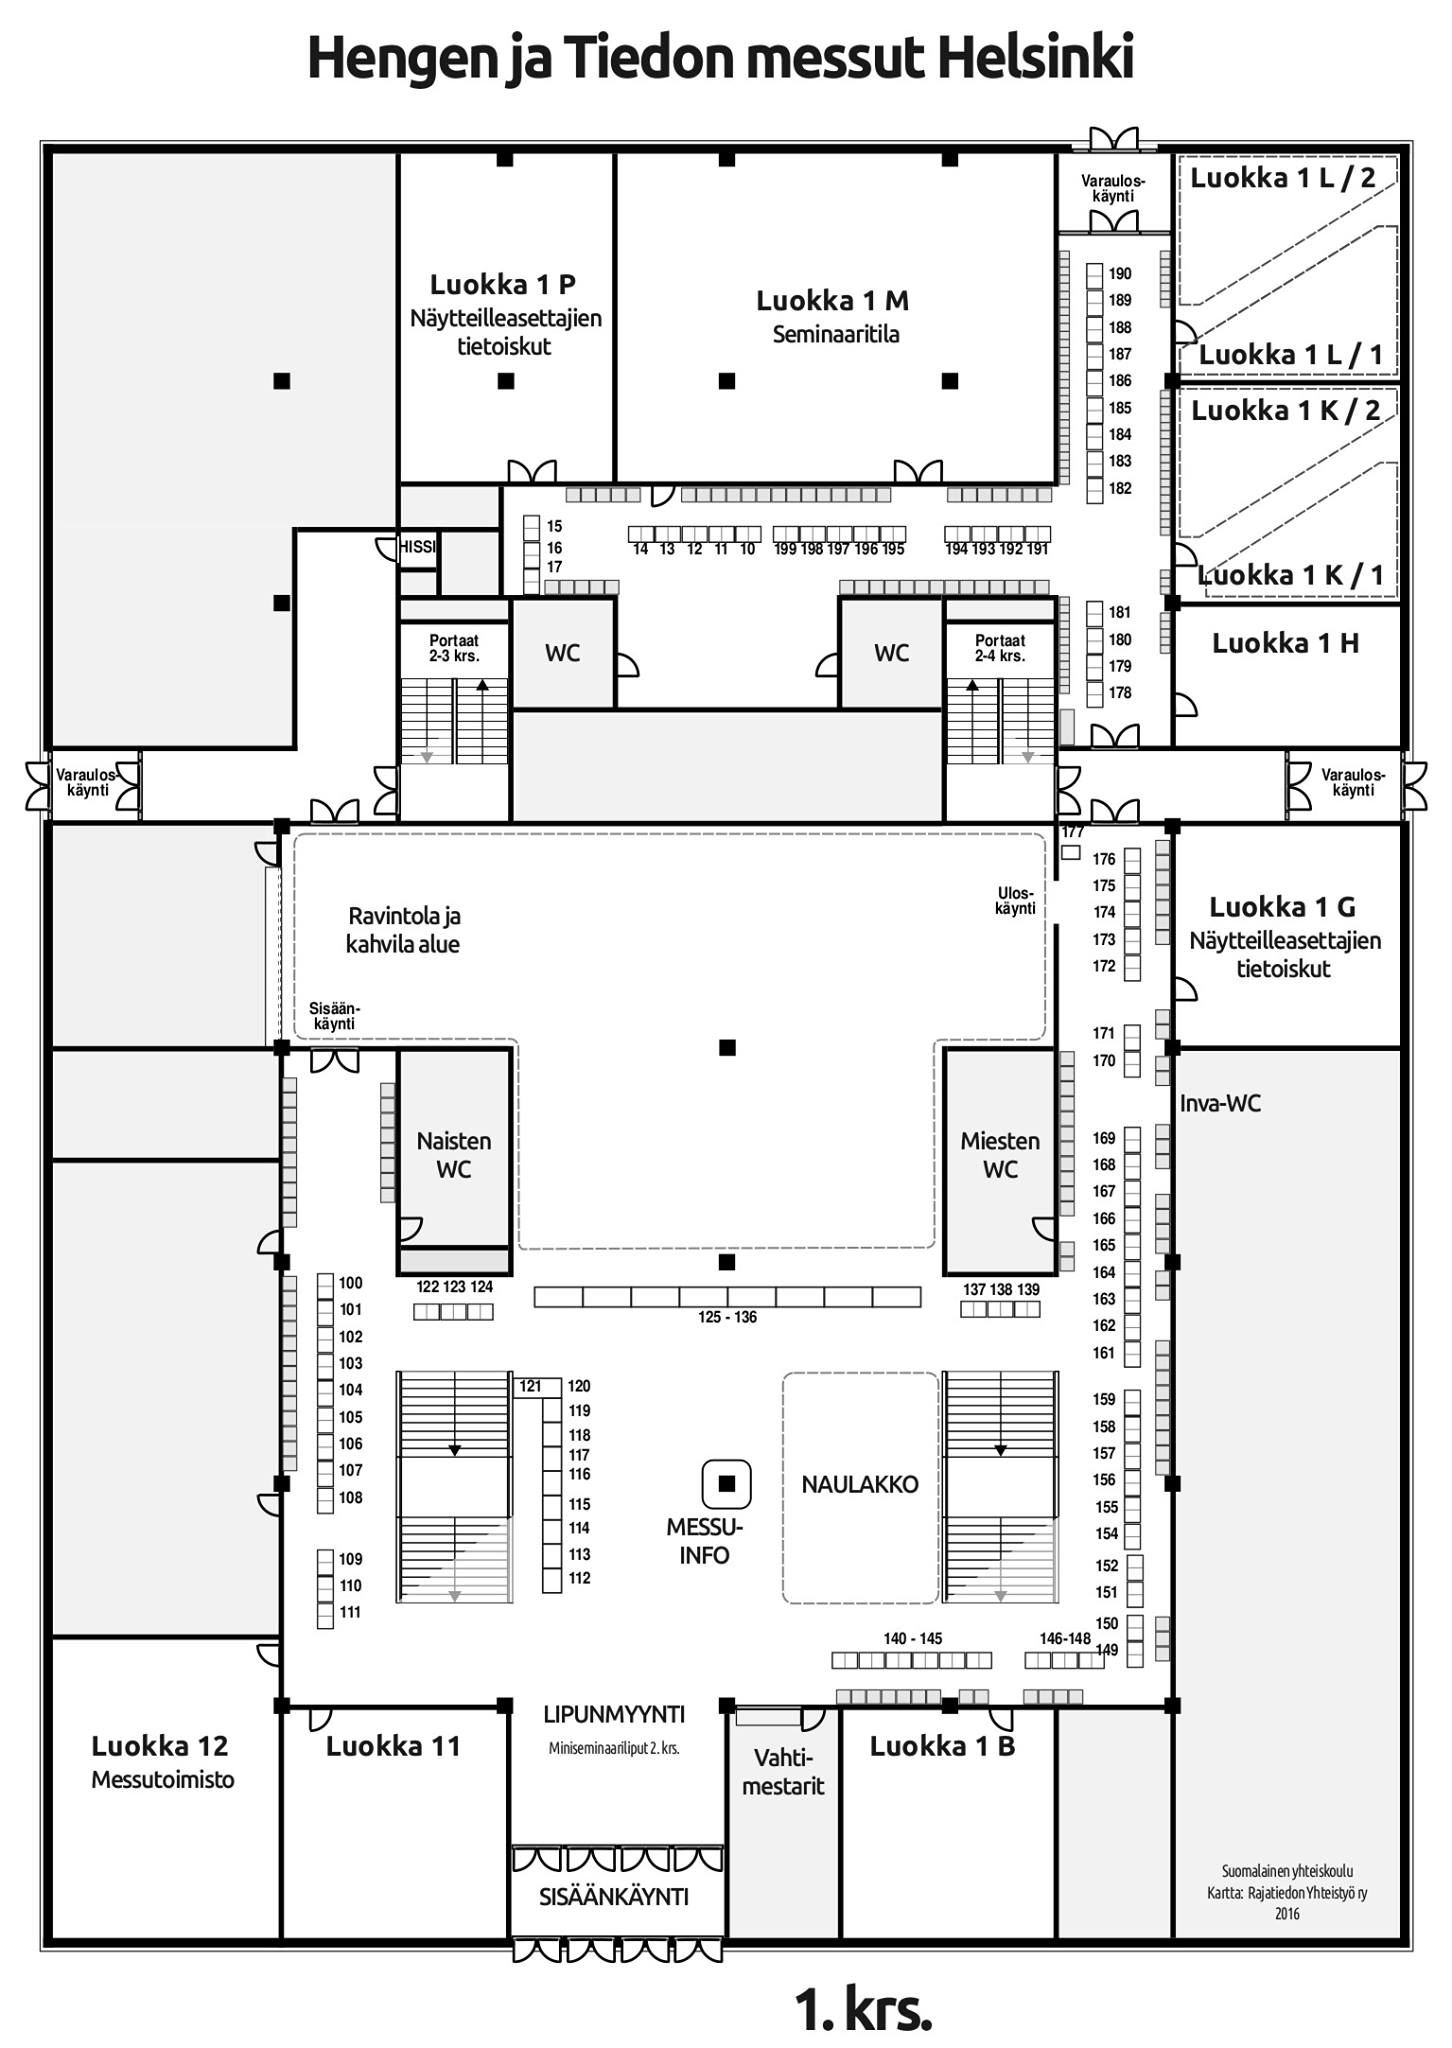 Hengen ja Tiedon messut Helsinki
Varaulos-
käynti
Luokka 1 L / 2
Luokka 1 P
Näytteilleasettajien
tietoiskut
Luokka 1 M
Seminaaritila
190
189
188
187
186
185
184
183
182
Luokka 1 L / 1
Luokka 1 K / 2
Luokka 1 K / 1
HISSI
15
16
17
14 13 12 11 10
199 198 197 196 195
194 193 192 191
181
180
179
178
Luokka 1 H
Portaat
2-3 krs.
WC
WC
Portaat
2-4 krs.
Varaulos-
käynti
Varaulos-
käynti
177
176
175
174
173
172
Ulos-
käynti
Ravintola ja
kahvila alue
Luokka 1 G
Näytteilleasettajien
tietoiskut
Sisään-
käynti
171
170
Inva-WC
Naisten
WC
Miesten
WC
169
168
167
166
165
164
163
162
161
100
101
102
103
104
105
106
107
108
122 123 124
125 - 136
137 138 139
121
120
119
118
117
116
115
114
113
112
159
158
157
156
155
154
152
151
150
149
109
110
111
MESSU-
INFO
NAULAKKO
140 - 145
146-148
LIPUNMYYNTI
Miniseminaariliput 2. krs.
Luokka 12
Messutoimisto
Luokka 11
Vahti-
mestarit
Luokka 1 B
SISÄÄNKÄYNTI
Suomalainen yhteiskoulu
Kartta: Rajatiedon Yhteistyö ry
2016
1. krs.